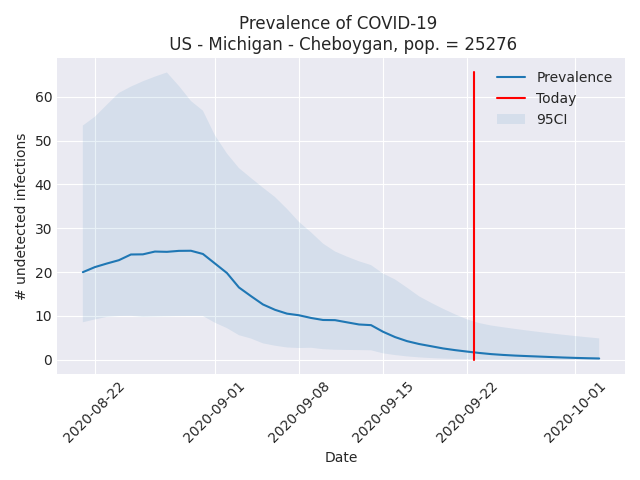 Prevalence of COVID-19
US - Michigan - Cheboygan, pop. = 25276
Prevalence
Today
95CI
# undetected infections
60
50
40
30
20
10
0
2020-08-22
2020-09-01
2020-09-08
2020-09-15
2020-09-22
2020-10-01
Date